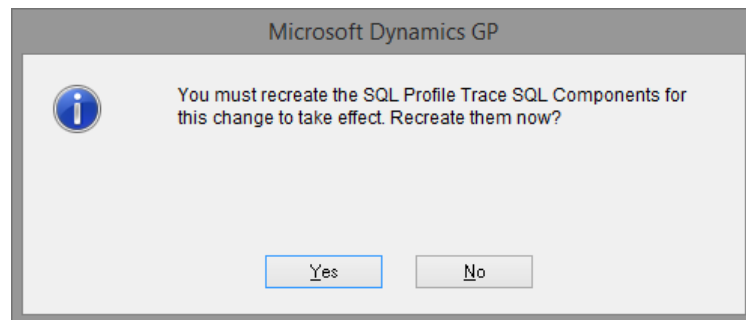 Microsoft Dynamics GP
You must recreate the SQL Profile Trace SQL Components for
this change to take effect. Recreate them now?
Yes
No